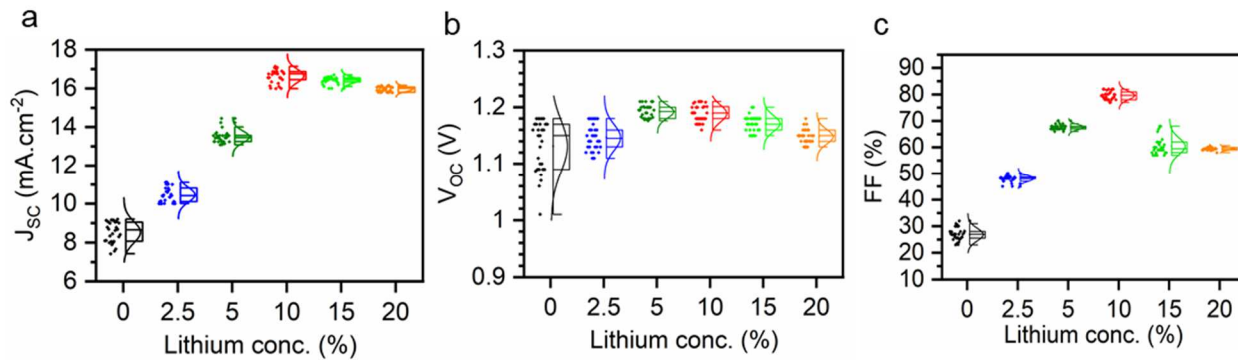 a
18
16
14
12
10
8
6
J_SC (mA.cm⁻²)
0 2.5 5 10 15 20
Lithium conc. (%)
b
1.3
1.2
1.1
1
0.9
V_OC (V)
0 2.5 5 10 15 20
Lithium conc. (%)
c
90
80
70
60
50
40
30
20
10
FF (%)
0 2.5 5 10 15 20
Lithium conc. (%)